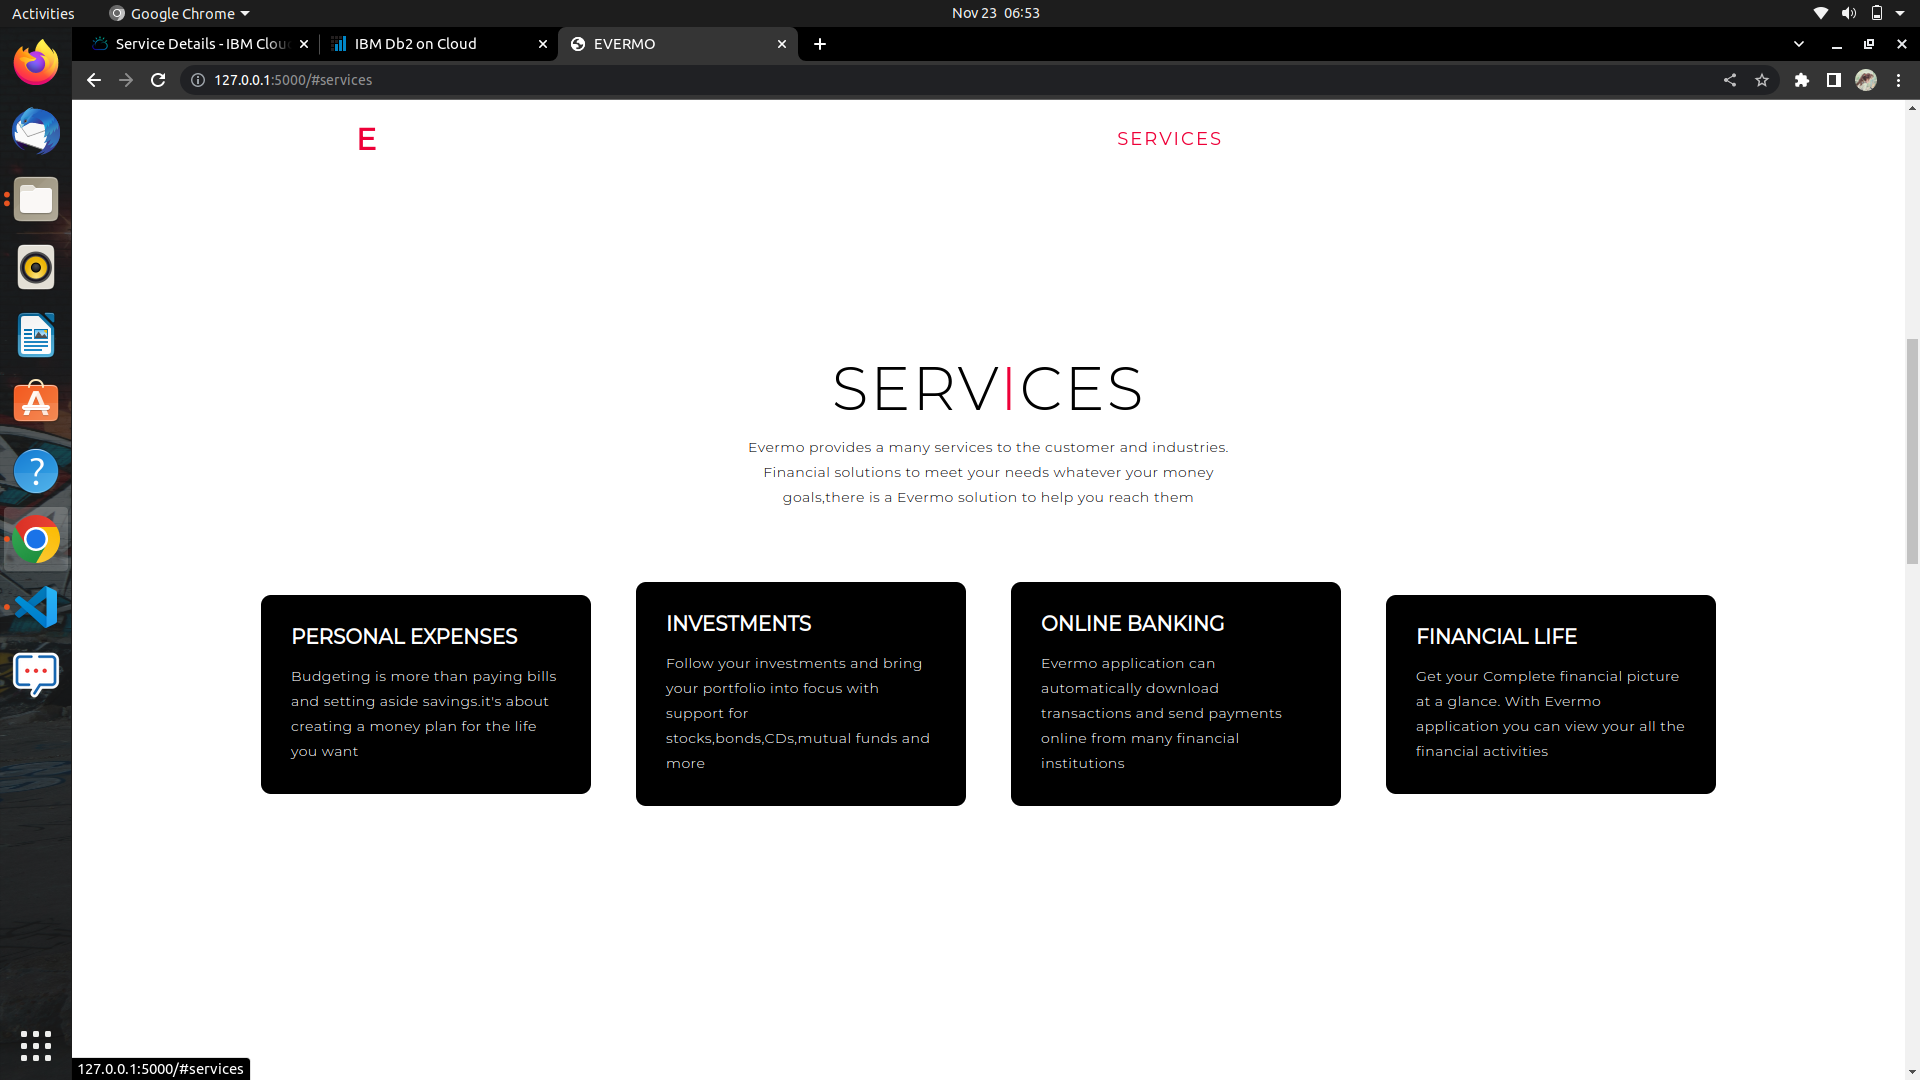 Activities
Google Chrome
Nov 23 06:53
Service Details - IBM Clou
IBM Db2 on Cloud
EVERMO
127.0.0.1:5000/#services
E
SERVICES
SERVICES
Evermo provides a many services to the customer and industries.
Financial solutions to meet your needs whatever your money
goals,there is a Evermo solution to help you reach them
PERSONAL EXPENSES
Budgeting is more than paying bills
and setting aside savings.it's about
creating a money plan for the life
you want
INVESTMENTS
Follow your investments and bring
your portfolio into focus with
support for
stocks,bonds,CDs,mutual funds and
more
ONLINE BANKING
Evermo application can
automatically download
transactions and send payments
online from many financial
institutions
FINANCIAL LIFE
Get your Complete financial picture
at a glance. With Evermo
application you can view your all the
financial activities
127.0.0.1:5000/#services